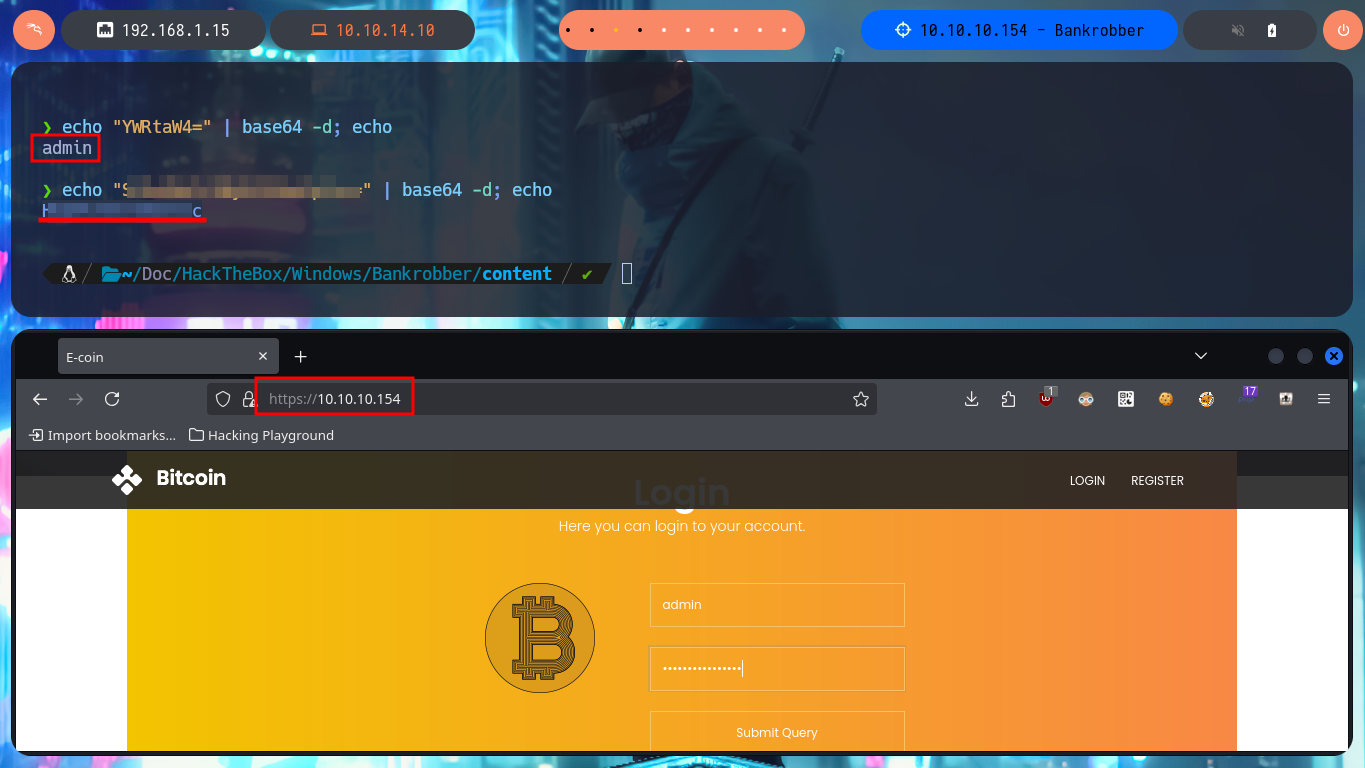 192.168.1.15 10.10.14.10 10.10.10.154 - Bankrobber
❯ echo "YWRtaW4=" | base64 -d; echo
admin
❯ echo "S =" | base64 -d; echo
H c
~/Doc/HackTheBox/Windows/Bankrobber/content / ✔
E-coin
https://10.10.10.154
1
17
Import bookmarks... Hacking Playground
Bitcoin LOGIN REGISTER
Login
Here you can login to your account.
admin
••••••••••••••••
Submit Query